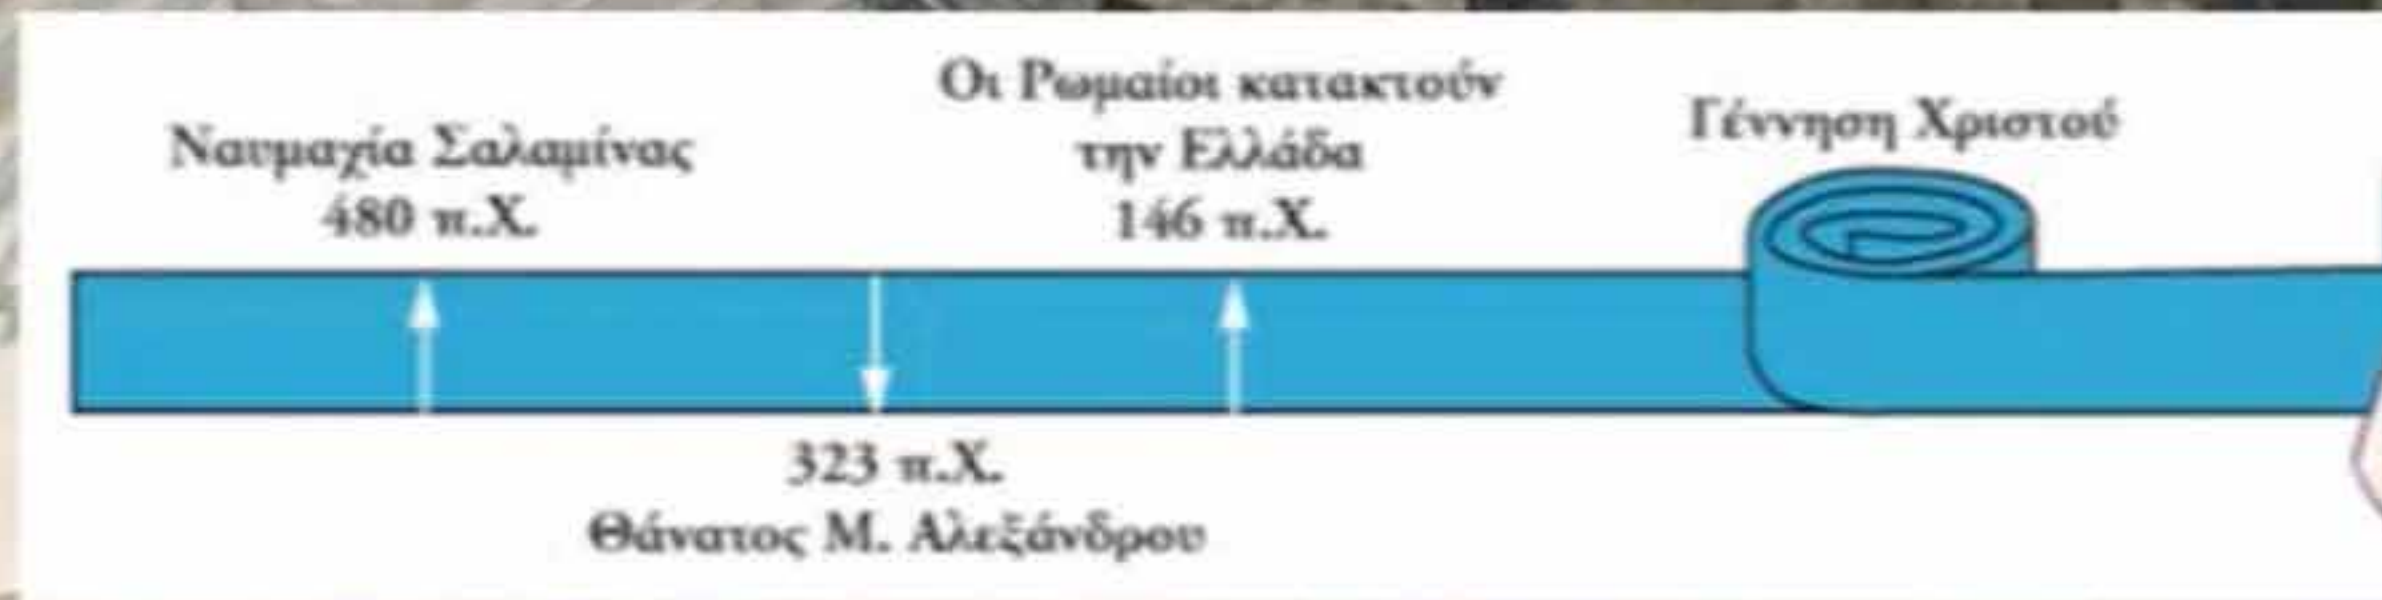 Ναυμαχία Σαλαμίνας
480 π.Χ.
323 π.Χ.
Θάνατος Μ. Αλεξάνδρου
Οι Ρωμαίοι κατακτούν
την Ελλάδα
146 π.Χ.
Γέννηση Χριστού